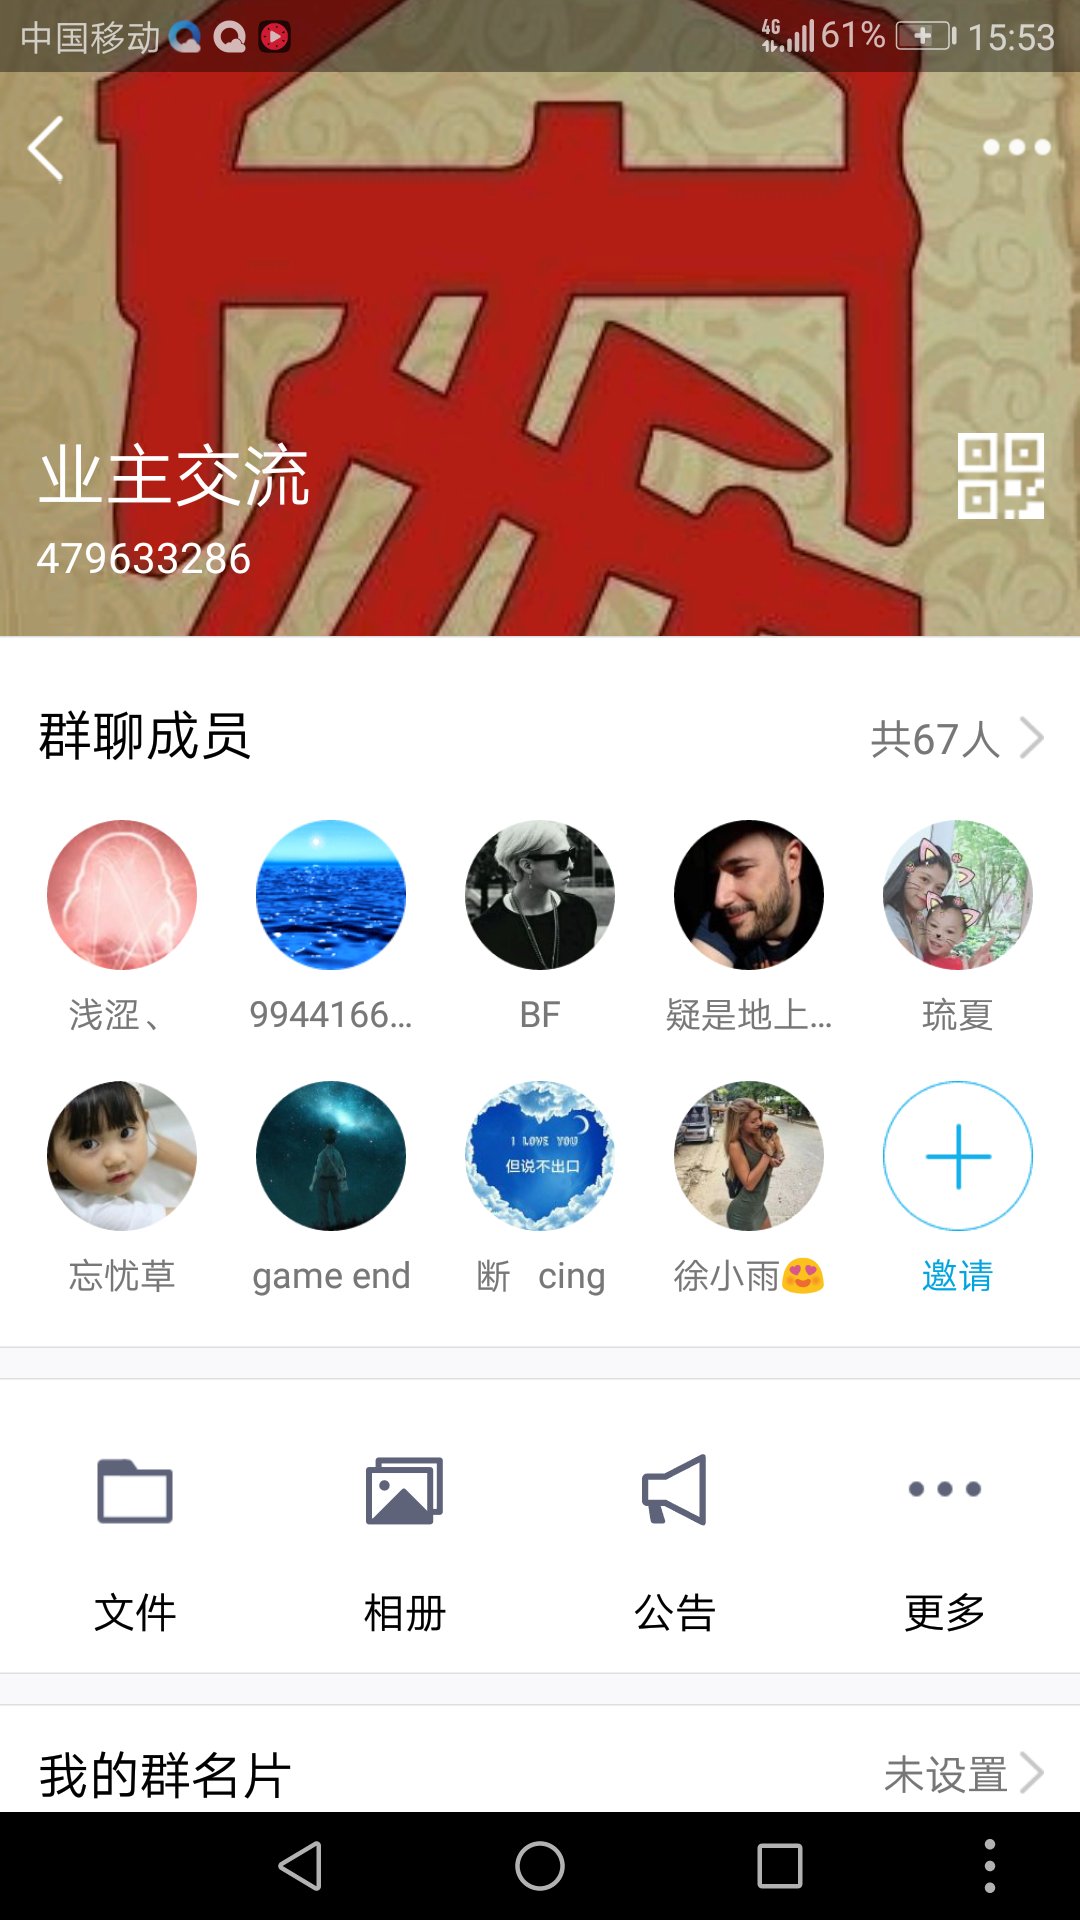 中国移动 4G 61% 15:53
业主交流
479633286
群聊成员 共67人
浅涩、 9944166... BF 疑是地上... 琉夏
I LOVE YOU
但说不出口
忘忧草 game end 断 cing 徐小雨😍 邀请
文件 相册 公告 更多
我的群名片 未设置